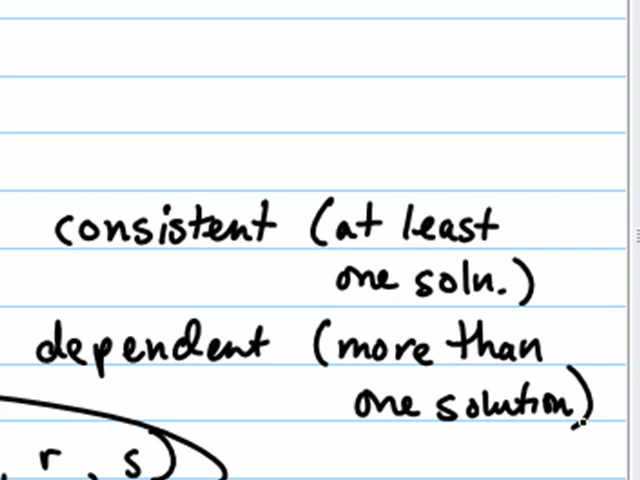 consistent (at least
one soln.)
dependent (more than
one solution)
, r , s)